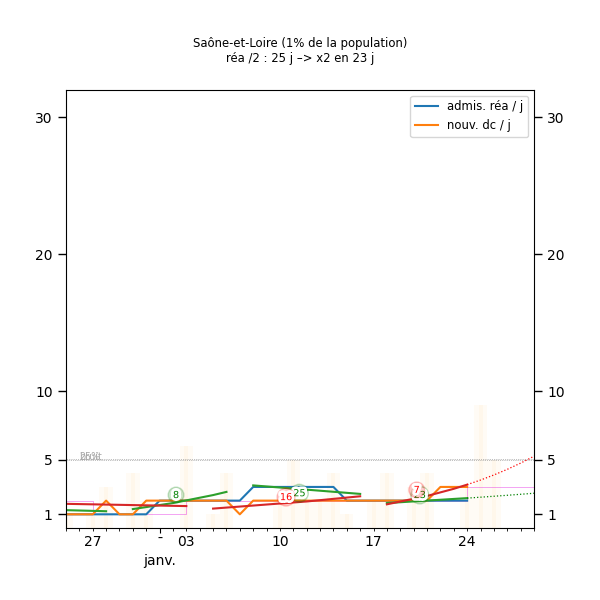 Saône-et-Loire (1% de la population)
réa /2 : 25 j –> x2 en 23 j
admis. réa / j
nouv. dc / j
30 30
20 20
10 10
5 5
1 1
8
16
25
7
27 - 03 10 17 24
janv.